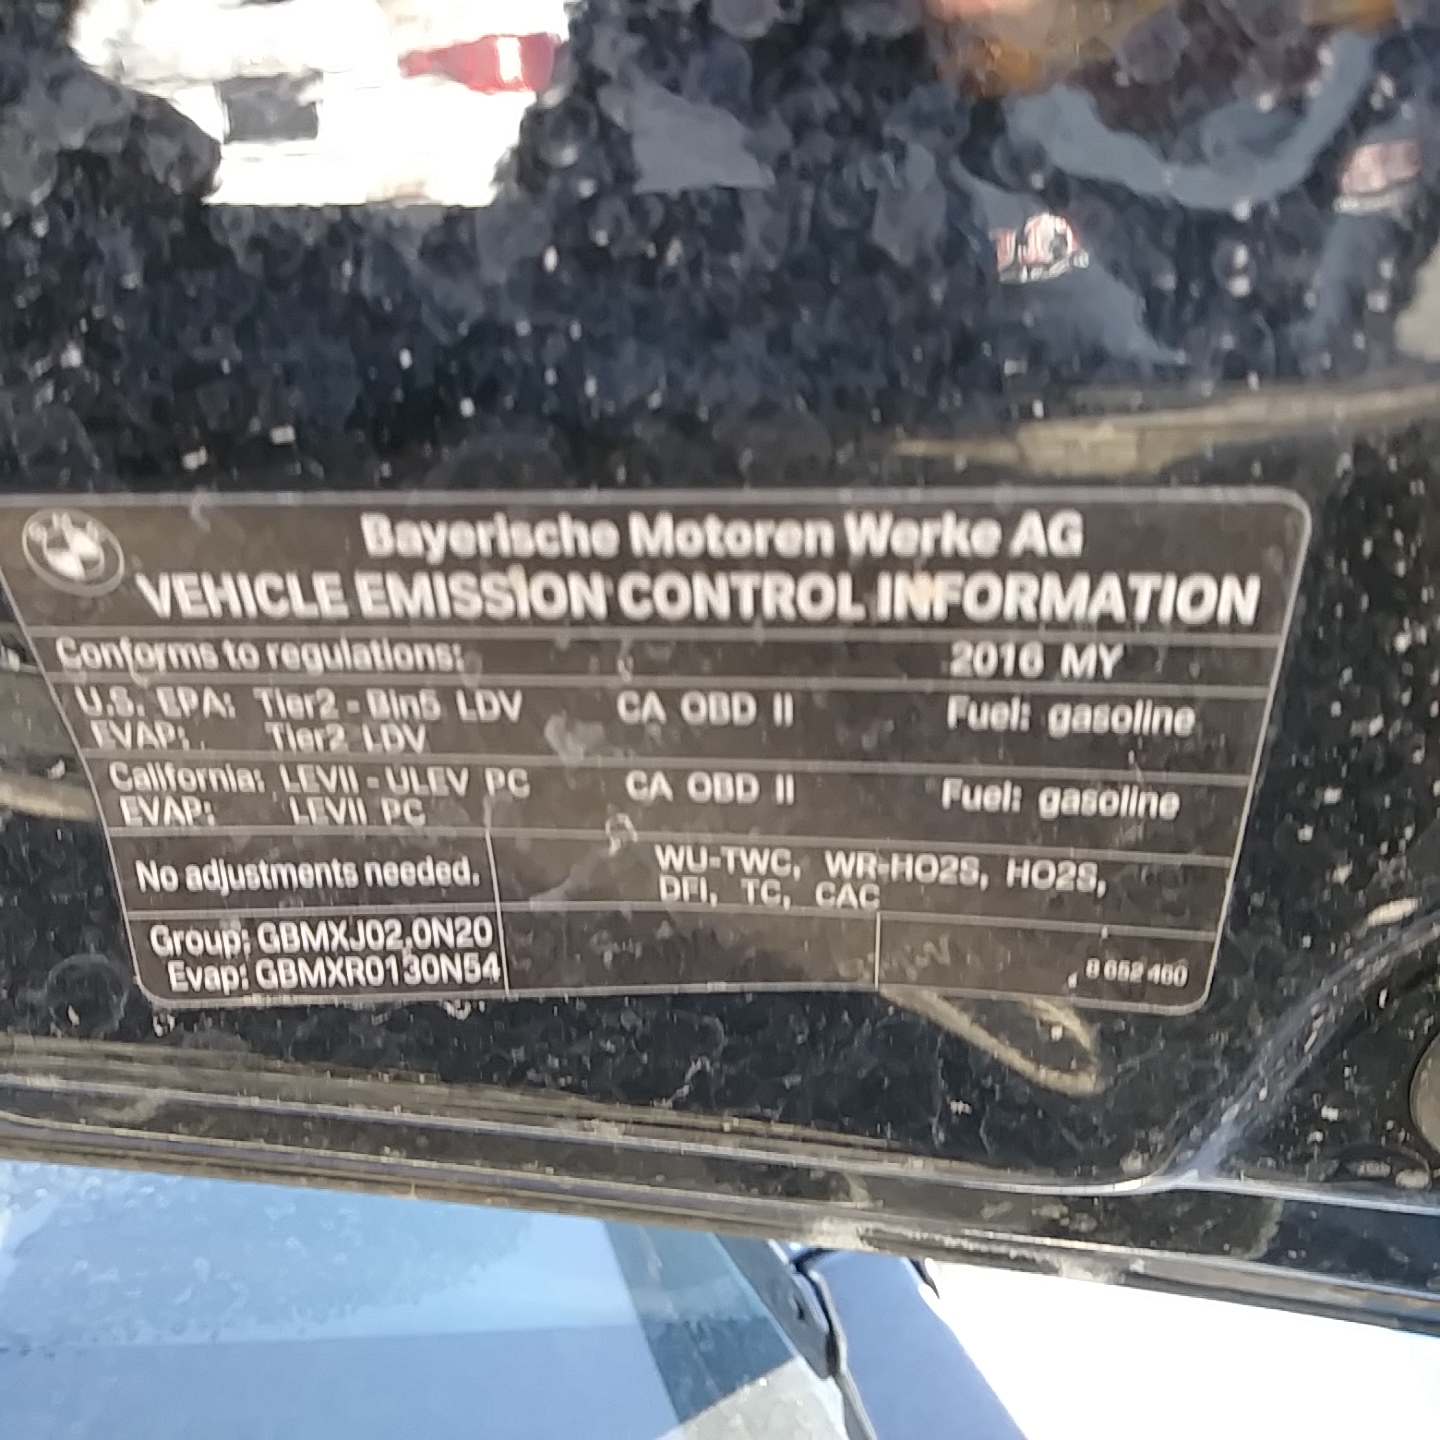 Bayerische Motoren Werke AG
VEHICLE EMISSION CONTROL INFORMATION
Conforms to regulations: 2016 MY
U.S. EPA: Tier2 - Bin5 LDV CA OBD II Fuel: gasoline
EVAP: Tier2 LDV
California: LEVII - ULEV PC CA OBD II Fuel: gasoline
EVAP: LEVII PC
No adjustments needed. WU-TWC, WR-HO2S, HO2S,
DFI, TC, CAC
Group: GBMXJ02.0N20
Evap: GBMXR0130N54
8 652 460